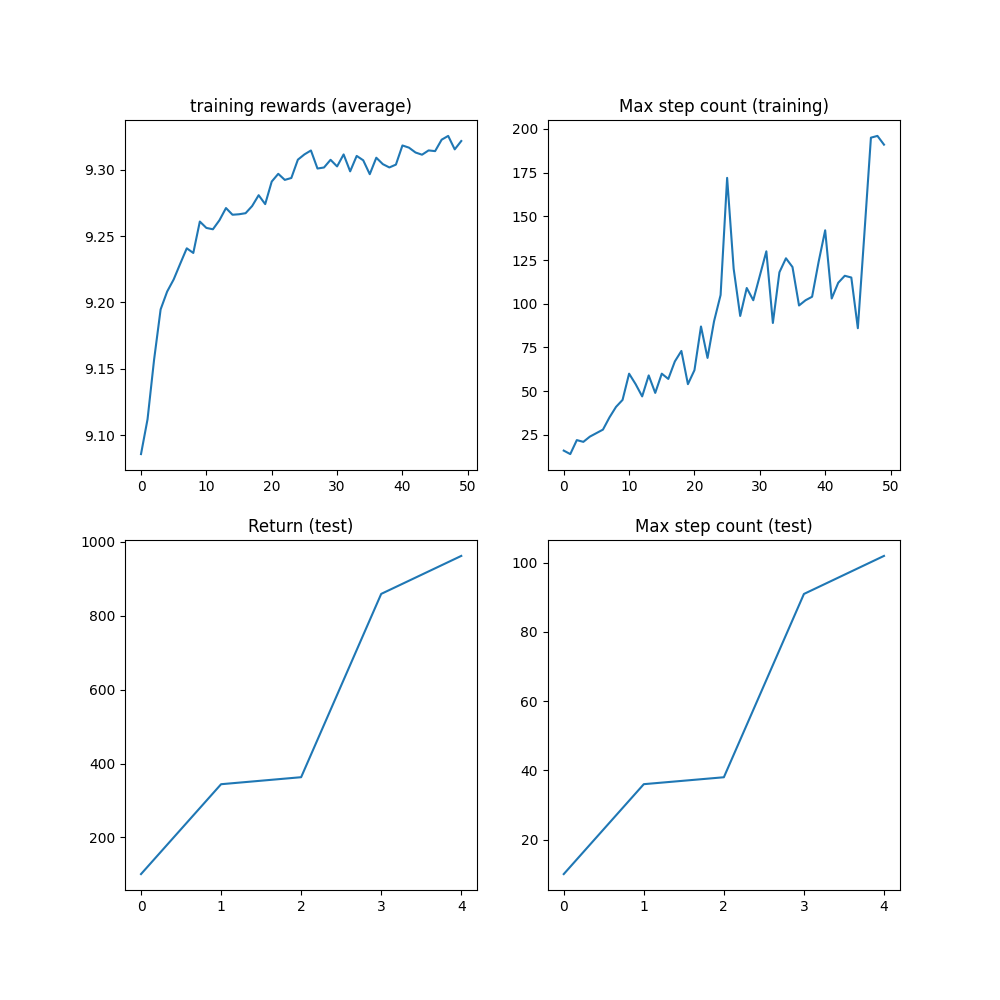 training rewards (average)
9.30
9.25
9.20
9.15
9.10
0 10 20 30 40 50
Max step count (training)
200
175
150
125
100
75
50
25
0 10 20 30 40 50
Return (test)
1000
800
600
400
200
0 1 2 3 4
Max step count (test)
100
80
60
40
20
0 1 2 3 4